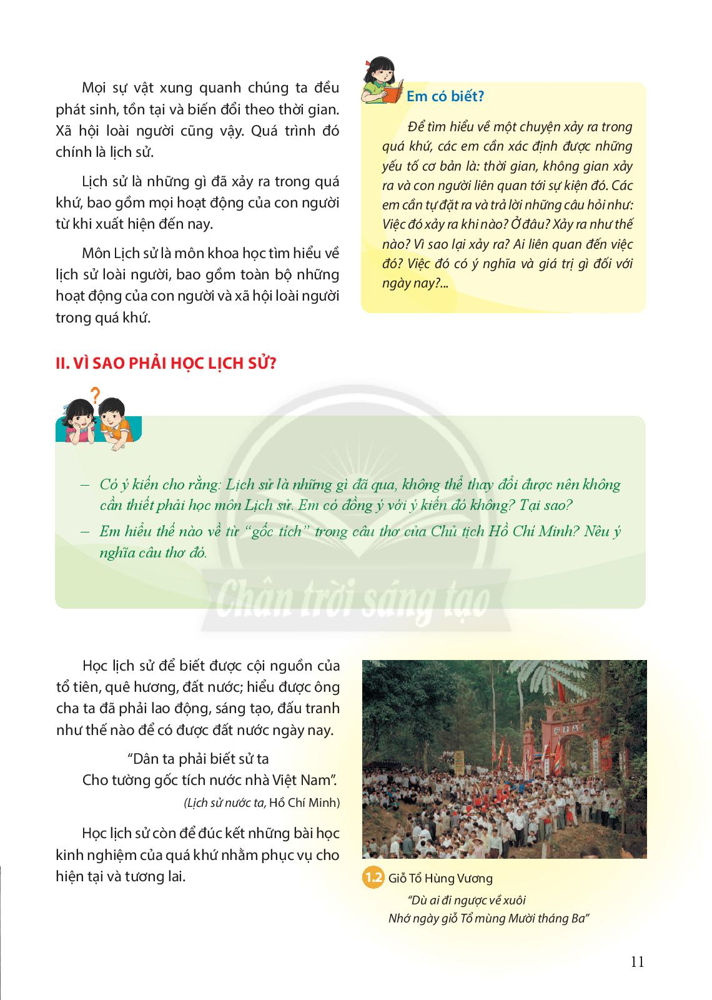 Mọi sự vật xung quanh chúng ta đều
phát sinh, tồn tại và biến đổi theo thời gian.
Xã hội loài người cũng vậy. Quá trình đó
chính là lịch sử.
Lịch sử là những gì đã xảy ra trong quá
khứ, bao gồm mọi hoạt động của con người
từ khi xuất hiện đến nay.
Môn Lịch sử là môn khoa học tìm hiểu về
lịch sử loài người, bao gồm toàn bộ những
hoạt động của con người và xã hội loài người
trong quá khứ.
Em có biết?
Để tìm hiểu về một chuyện xảy ra trong
quá khứ, các em cần xác định được những
yếu tố cơ bản là: thời gian, không gian xảy
ra và con người liên quan tới sự kiện đó. Các
em cần tự đặt ra và trả lời những câu hỏi như:
Việc đó xảy ra khi nào? Ở đâu? Xảy ra như thế
nào? Vì sao lại xảy ra? Ai liên quan đến việc
đó? Việc đó có ý nghĩa và giá trị gì đối với
ngày nay?...
II. VÌ SAO PHẢI HỌC LỊCH SỬ?
?
– Có ý kiến cho rằng: Lịch sử là những gì đã qua, không thể thay đổi được nên không
cần thiết phải học môn Lịch sử. Em có đồng ý với ý kiến đó không? Tại sao?
– Em hiểu thế nào về từ “gốc tích” trong câu thơ của Chủ tịch Hồ Chí Minh? Nêu ý
nghĩa câu thơ đó.
Chân trời sáng tạo
Học lịch sử để biết được cội nguồn của
tổ tiên, quê hương, đất nước; hiểu được ông
cha ta đã phải lao động, sáng tạo, đấu tranh
như thế nào để có được đất nước ngày nay.
“Dân ta phải biết sử ta
Cho tường gốc tích nước nhà Việt Nam”.
(Lịch sử nước ta, Hồ Chí Minh)
Học lịch sử còn để đúc kết những bài học
kinh nghiệm của quá khứ nhằm phục vụ cho
hiện tại và tương lai.
1.2 Giỗ Tổ Hùng Vương
“Dù ai đi ngược về xuôi
Nhớ ngày giỗ Tổ mùng Mười tháng Ba”
11